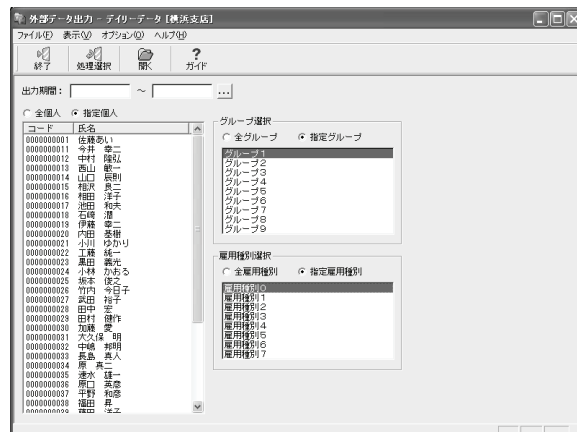 外部データ出力 - デイリーデータ [横浜支店]
ファイル(F) 表示(V) オプション(O) ヘルプ(H)
終了 処理選択 開く ガイド
出力期間： ～ ...
全個人 指定個人
コード 氏名
0000000001 佐藤あい
0000000011 今井 幸二
0000000012 中村 隆弘
0000000013 西山 敏一
0000000014 山口 辰則
0000000015 相沢 良二
0000000016 相田 洋子
0000000017 池田 和夫
0000000018 石崎 潤
0000000019 伊藤 幸二
0000000020 内田 基樹
0000000021 小川 ゆかり
0000000022 工藤 純一
0000000023 黒田 義光
0000000024 小林 かおる
0000000025 坂本 俊之
0000000026 竹内 今日子
0000000027 武田 裕子
0000000028 田中 宏
0000000029 田村 健作
0000000030 加藤 愛
0000000031 大久保 明
0000000032 中嶋 邦明
0000000033 長島 真人
0000000034 原 真二
0000000035 速水 雄一
0000000036 原口 英彦
0000000037 平野 和彦
0000000038 福田 昇
0000000039 藤田 洋子
グループ選択
全グループ 指定グループ
グループ1
グループ2
グループ3
グループ4
グループ5
グループ6
グループ7
グループ8
グループ9
雇用種別選択
全雇用種別 指定雇用種別
雇用種別0
雇用種別1
雇用種別2
雇用種別3
雇用種別4
雇用種別5
雇用種別6
雇用種別7